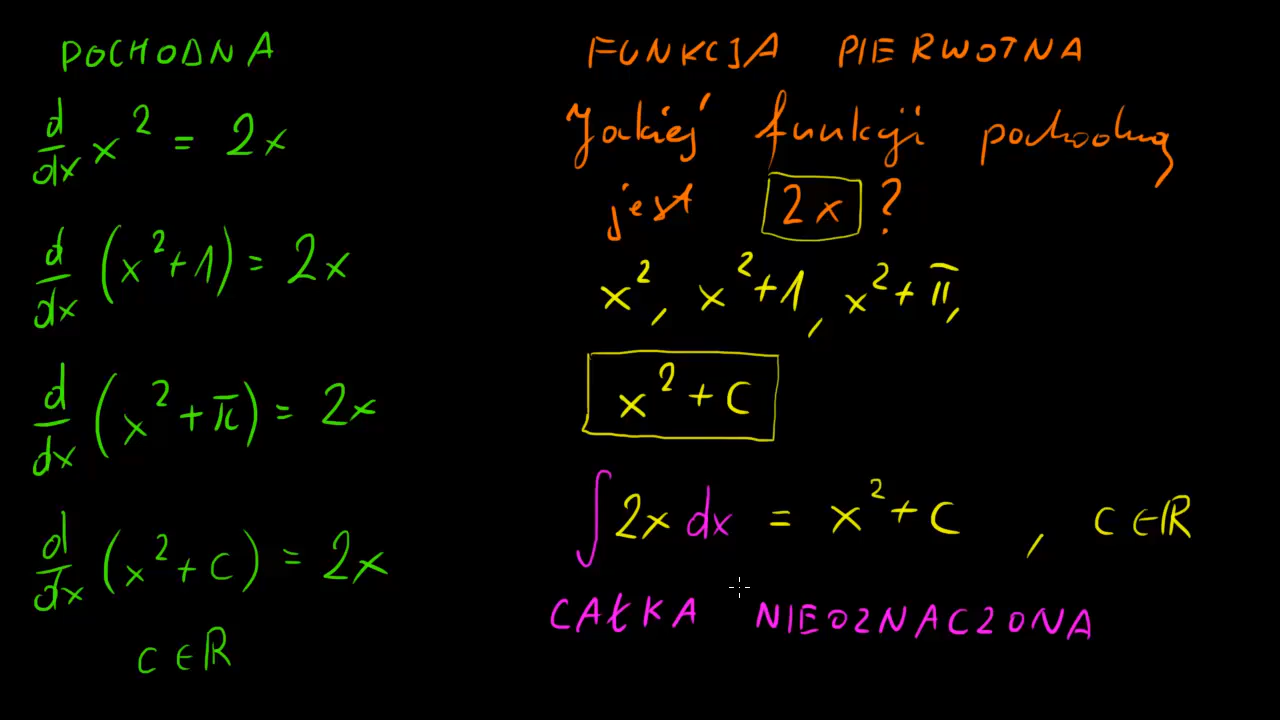 POCHODNA
d/dx x² = 2x
d/dx (x²+1) = 2x
d/dx (x²+π) = 2x
d/dx (x²+C) = 2x
C∈ℝ
FUNKCJA PIERWOTNA
Jakiej funkcji pochodną
jest 2x ?
x², x²+1, x²+π,
x²+C
∫2x dx = x²+C , C∈ℝ
CAŁKA NIEOZNACZONA